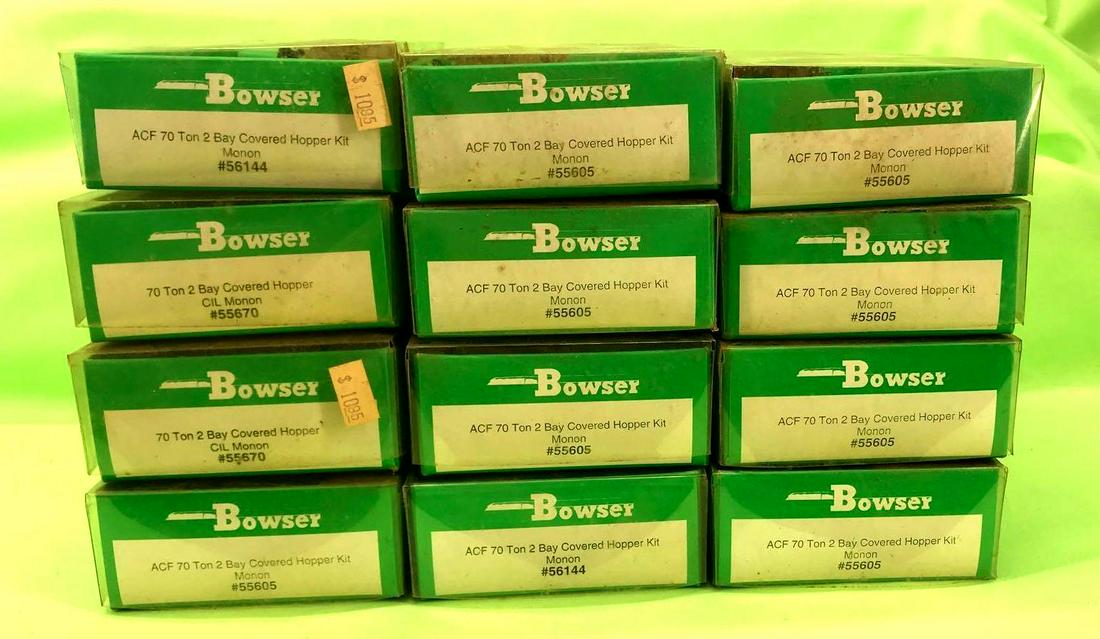 Bowser
$ 1095
ACF 70 Ton 2 Bay Covered Hopper Kit
Monon
#56144
Bowser
ACF 70 Ton 2 Bay Covered Hopper Kit
Monon
#55605
Bowser
ACF 70 Ton 2 Bay Covered Hopper Kit
Monon
#55605
Bowser
70 Ton 2 Bay Covered Hopper
CIL Monon
#55670
Bowser
ACF 70 Ton 2 Bay Covered Hopper Kit
Monon
#55605
Bowser
ACF 70 Ton 2 Bay Covered Hopper Kit
Monon
#55605
Bowser
$ 1095
70 Ton 2 Bay Covered Hopper
CIL Monon
#55670
Bowser
ACF 70 Ton 2 Bay Covered Hopper Kit
Monon
#55605
Bowser
ACF 70 Ton 2 Bay Covered Hopper Kit
Monon
#55605
Bowser
ACF 70 Ton 2 Bay Covered Hopper Kit
Monon
#55605
Bowser
ACF 70 Ton 2 Bay Covered Hopper Kit
Monon
#56144
Bowser
ACF 70 Ton 2 Bay Covered Hopper Kit
Monon
#55605